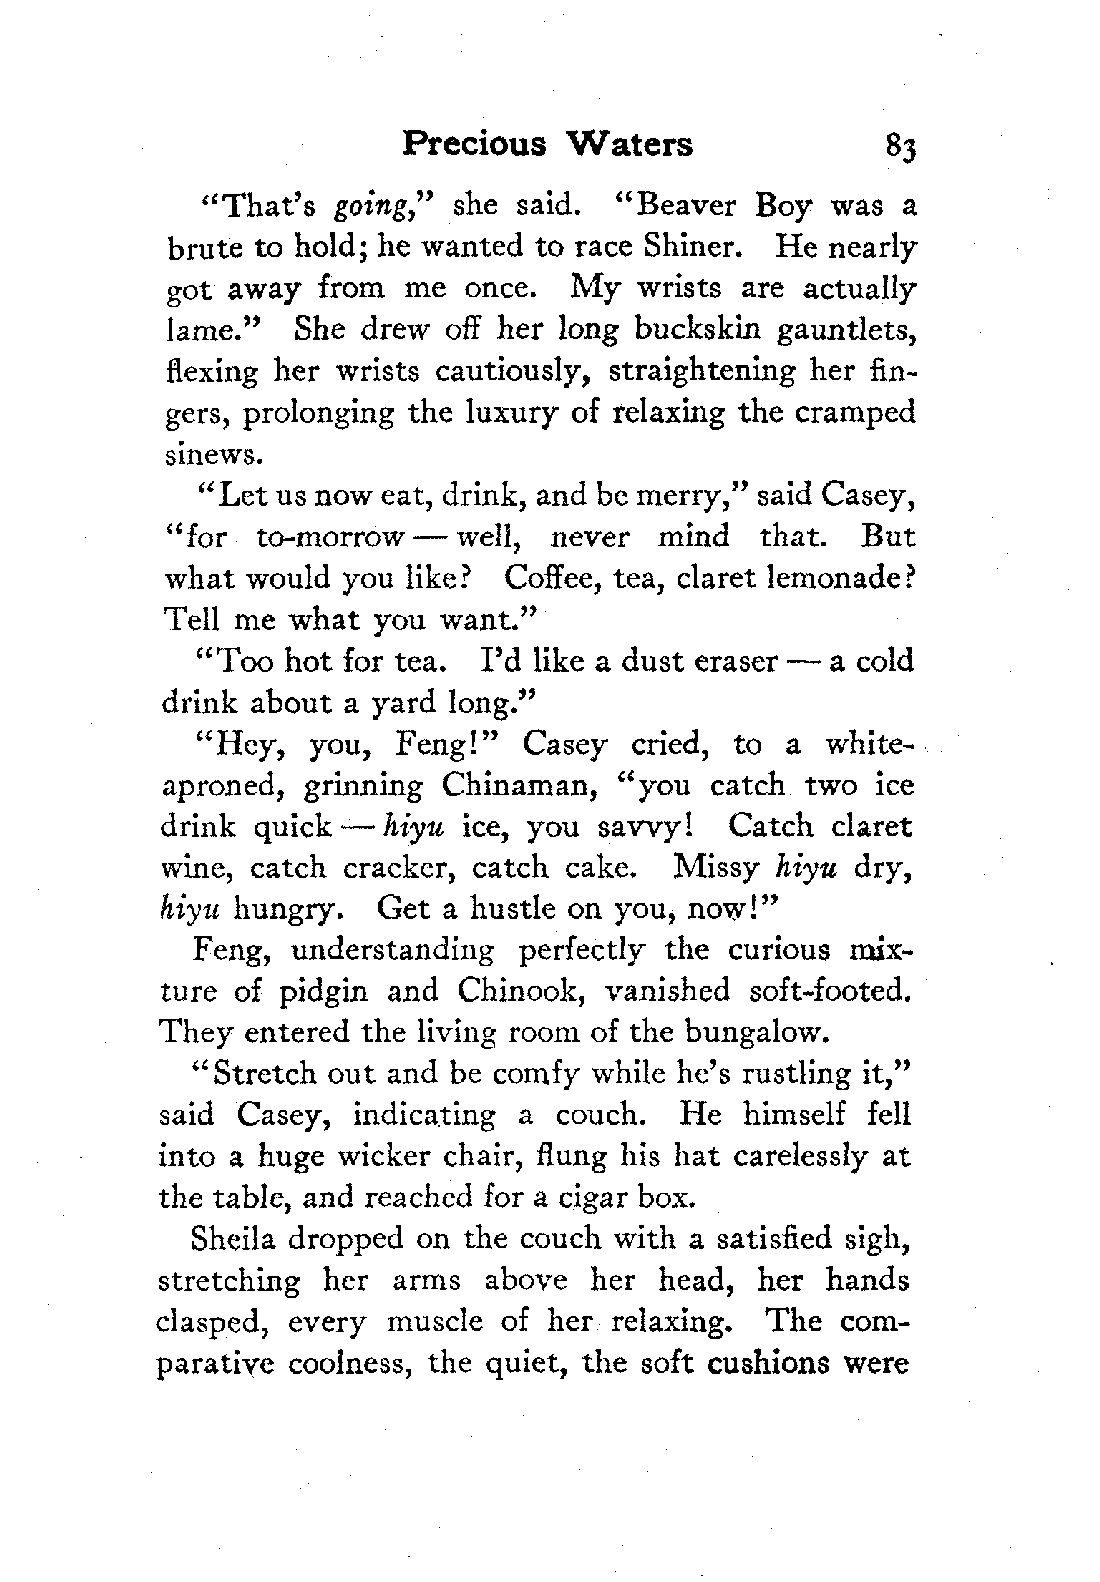 Precious Waters 83
“That’s going,” she said. “Beaver Boy was a
brute to hold; he wanted to race Shiner. He nearly
got away from me once. My wrists are actually
lame.” She drew off her long buckskin gauntlets,
flexing her wrists cautiously, straightening her fin-
gers, prolonging the luxury of relaxing the cramped
sinews.
“Let us now eat, drink, and be merry,” said Casey,
“for to-morrow — well, never mind that. But
what would you like? Coffee, tea, claret lemonade?
Tell me what you want.”
“Too hot for tea. I’d like a dust eraser — a cold
drink about a yard long.”
“Hey, you, Feng!” Casey cried, to a white-
aproned, grinning Chinaman, “you catch two ice
drink quick — hiyu ice, you savvy! Catch claret
wine, catch cracker, catch cake. Missy hiyu dry,
hiyu hungry. Get a hustle on you, now!”
Feng, understanding perfectly the curious mix-
ture of pidgin and Chinook, vanished soft-footed.
They entered the living room of the bungalow.
“Stretch out and be comfy while he’s rustling it,”
said Casey, indicating a couch. He himself fell
into a huge wicker chair, flung his hat carelessly at
the table, and reached for a cigar box.
Sheila dropped on the couch with a satisfied sigh,
stretching her arms above her head, her hands
clasped, every muscle of her relaxing. The com-
parative coolness, the quiet, the soft cushions were